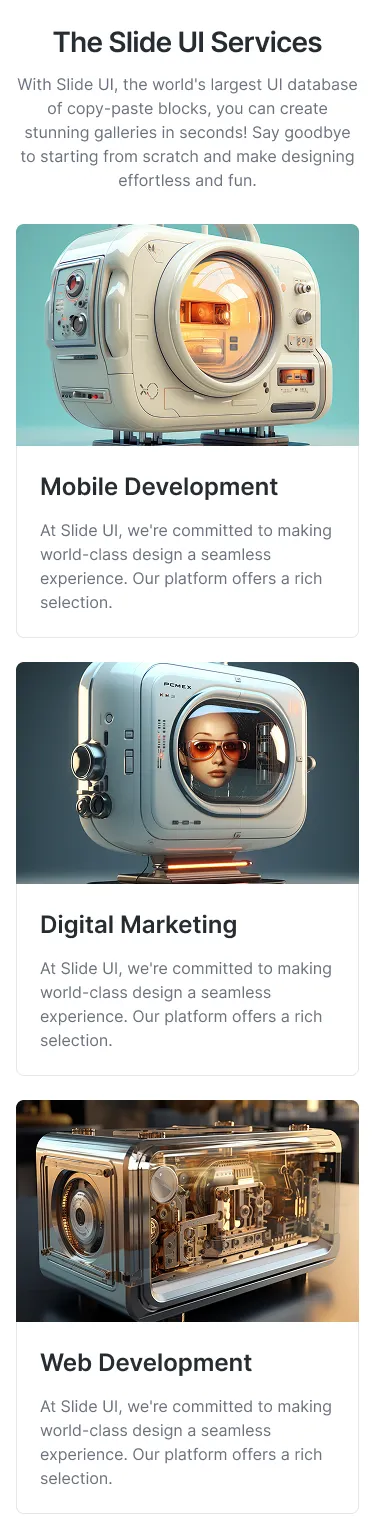 The Slide UI Services
With Slide UI, the world's largest UI database
of copy-paste blocks, you can create
stunning galleries in seconds! Say goodbye
to starting from scratch and make designing
effortless and fun.
Mobile Development
At Slide UI, we're committed to making
world-class design a seamless
experience. Our platform offers a rich
selection.
PCMEX
Digital Marketing
At Slide UI, we're committed to making
world-class design a seamless
experience. Our platform offers a rich
selection.
Web Development
At Slide UI, we're committed to making
world-class design a seamless
experience. Our platform offers a rich
selection.